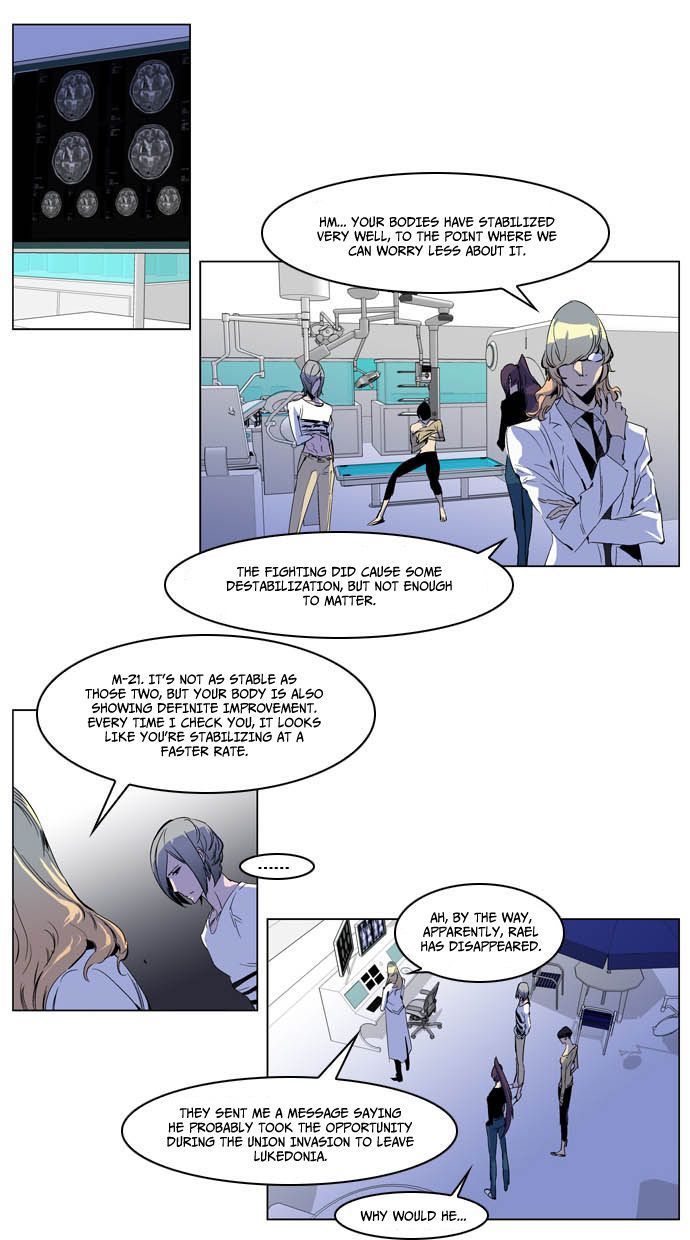 HM... YOUR BODIES HAVE STABILIZED
VERY WELL, TO THE POINT WHERE WE
CAN WORRY LESS ABOUT IT.
THE FIGHTING DID CAUSE SOME
DESTABILIZATION, BUT NOT ENOUGH
TO MATTER.
M-21. IT'S NOT AS STABLE AS
THOSE TWO, BUT YOUR BODY IS ALSO
SHOWING DEFINITE IMPROVEMENT.
EVERY TIME I CHECK YOU, IT LOOKS
LIKE YOU'RE STABILIZING AT A
FASTER RATE.
------
AH, BY THE WAY,
APPARENTLY, RAEL
HAS DISAPPEARED.
THEY SENT ME A MESSAGE SAYING
HE PROBABLY TOOK THE OPPORTUNITY
DURING THE UNION INVASION TO LEAVE
LUKEDONIA.
WHY WOULD HE...